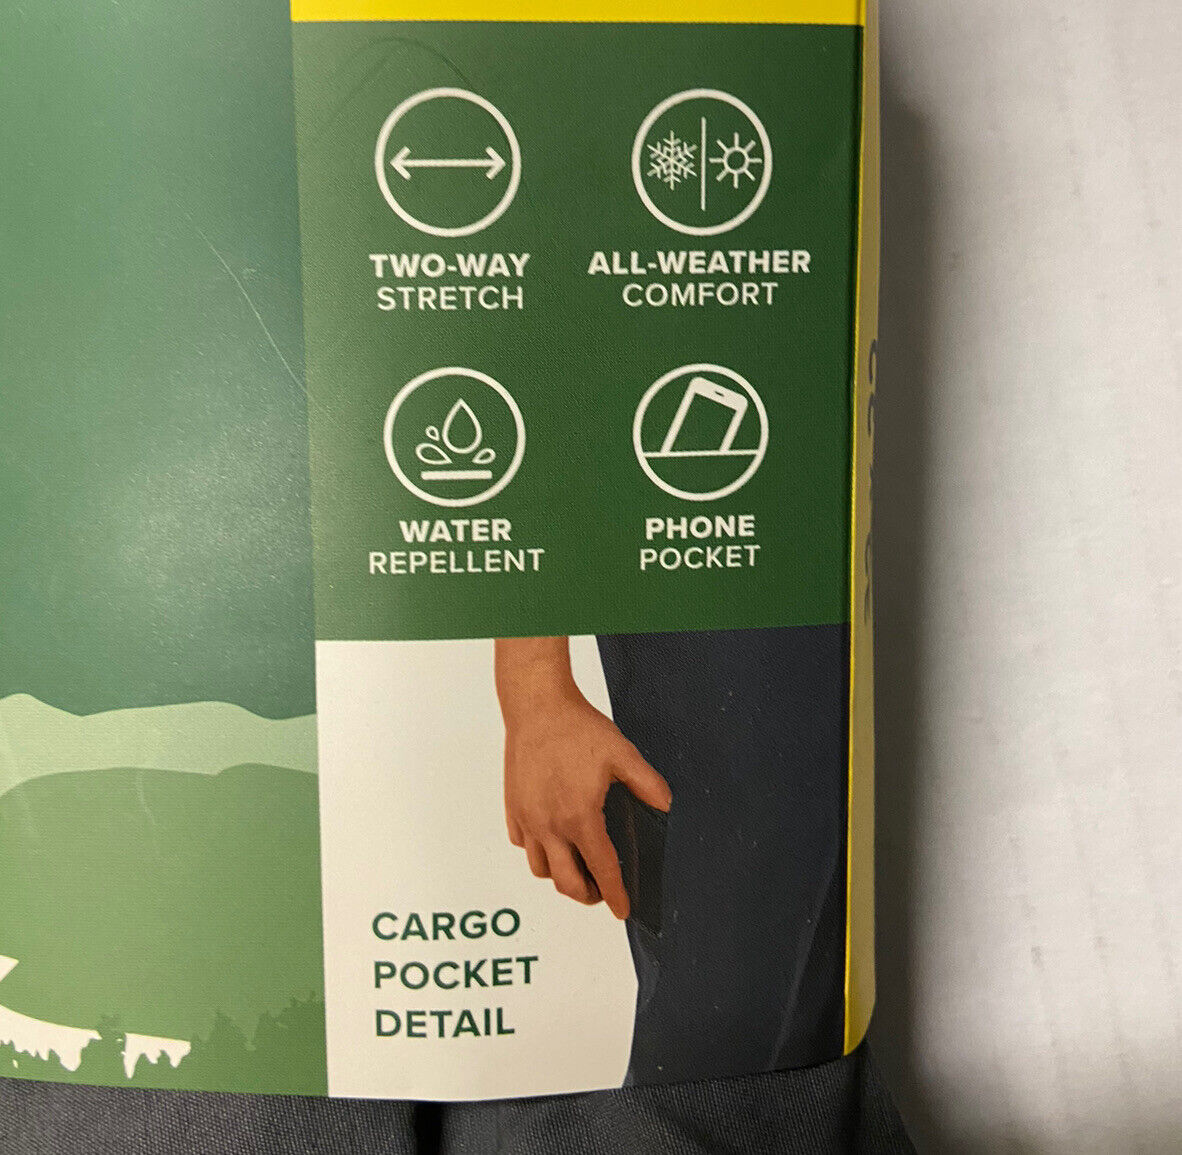 TWO-WAY
STRETCH
ALL-WEATHER
COMFORT
WATER
REPELLENT
PHONE
POCKET
CARGO
POCKET
DETAIL